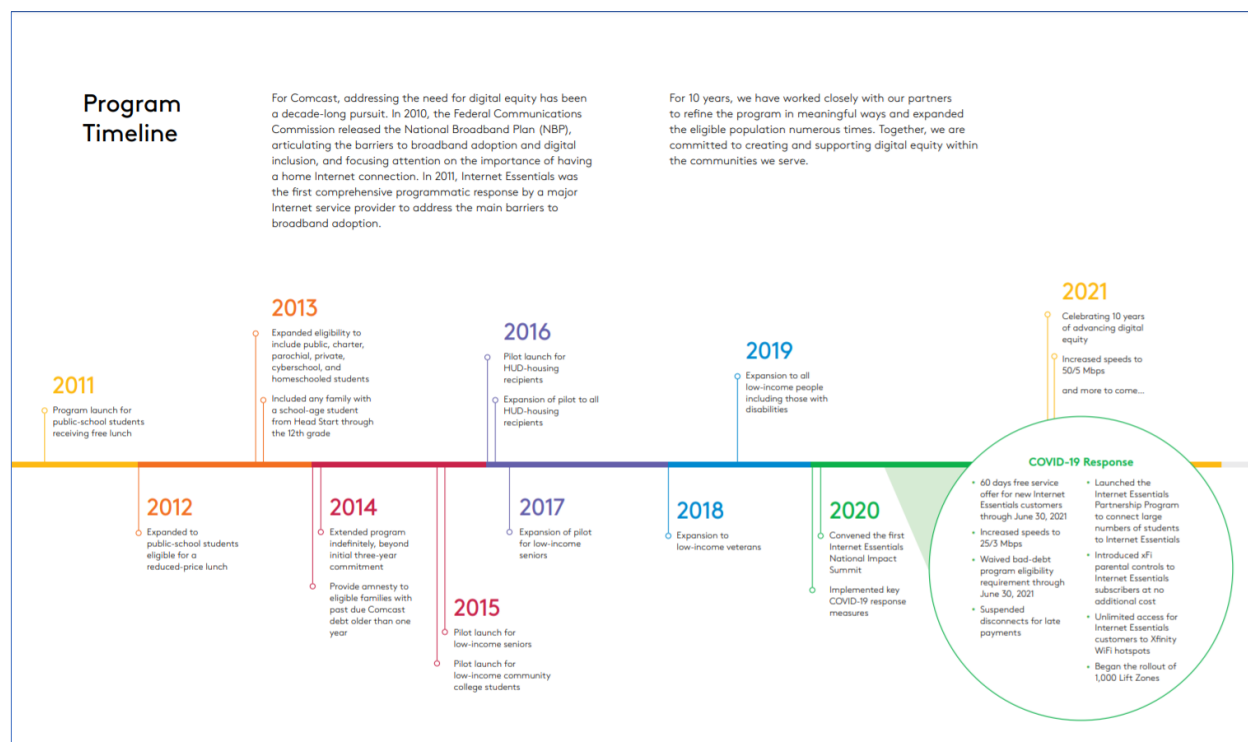 Program
Timeline
For Comcast, addressing the need for digital equity has been
a decade-long pursuit. In 2010, the Federal Communications
Commission released the National Broadband Plan (NBP),
articulating the barriers to broadband adoption and digital
inclusion, and focusing attention on the importance of having
a home Internet connection. In 2011, Internet Essentials was
the first comprehensive programmatic response by a major
Internet service provider to address the main barriers to
broadband adoption.
For 10 years, we have worked closely with our partners
to refine the program in meaningful ways and expanded
the eligible population numerous times. Together, we are
committed to creating and supporting digital equity within
the communities we serve.
2011
Program launch for
public-school students
receiving free lunch
2012
Expanded to
public-school students
eligible for a
reduced-price lunch
2013
Expanded eligibility to
include public, charter,
parochial, private,
cyberschool, and
homeschooled students
Included any family with
a school-age student
from Head Start through
the 12th grade
2014
Extended program
indefinitely, beyond
initial three-year
commitment
Provide amnesty to
eligible families with
past due Comcast
debt older than one
year
2015
Pilot launch for
low-income seniors
Pilot launch for
low-income community
college students
2016
Pilot launch for
HUD-housing
recipients
Expansion of pilot to all
HUD-housing
recipients
2017
Expansion of pilot
for low-income
seniors
2018
Expansion to
low-income veterans
2019
Expansion to all
low-income people
including those with
disabilities
2020
Convened the first
Internet Essentials
National Impact
Summit
Implemented key
COVID-19 response
measures
2021
Celebrating 10 years
of advancing digital
equity
Increased speeds to
50/5 Mbps
and more to come...
COVID-19 Response
• 60 days free service
offer for new Internet
Essentials customers
through June 30, 2021
• Increased speeds to
25/3 Mbps
• Waived bad-debt
program eligibility
requirement through
June 30, 2021
• Suspended
disconnects for late
payments
• Launched the
Internet Essentials
Partnership Program
to connect large
numbers of students
to Internet Essentials
• Introduced xFi
parental controls to
Internet Essentials
subscribers at no
additional cost
• Unlimited access for
Internet Essentials
customers to Xfinity
WiFi hotspots
• Began the rollout of
1,000 Lift Zones